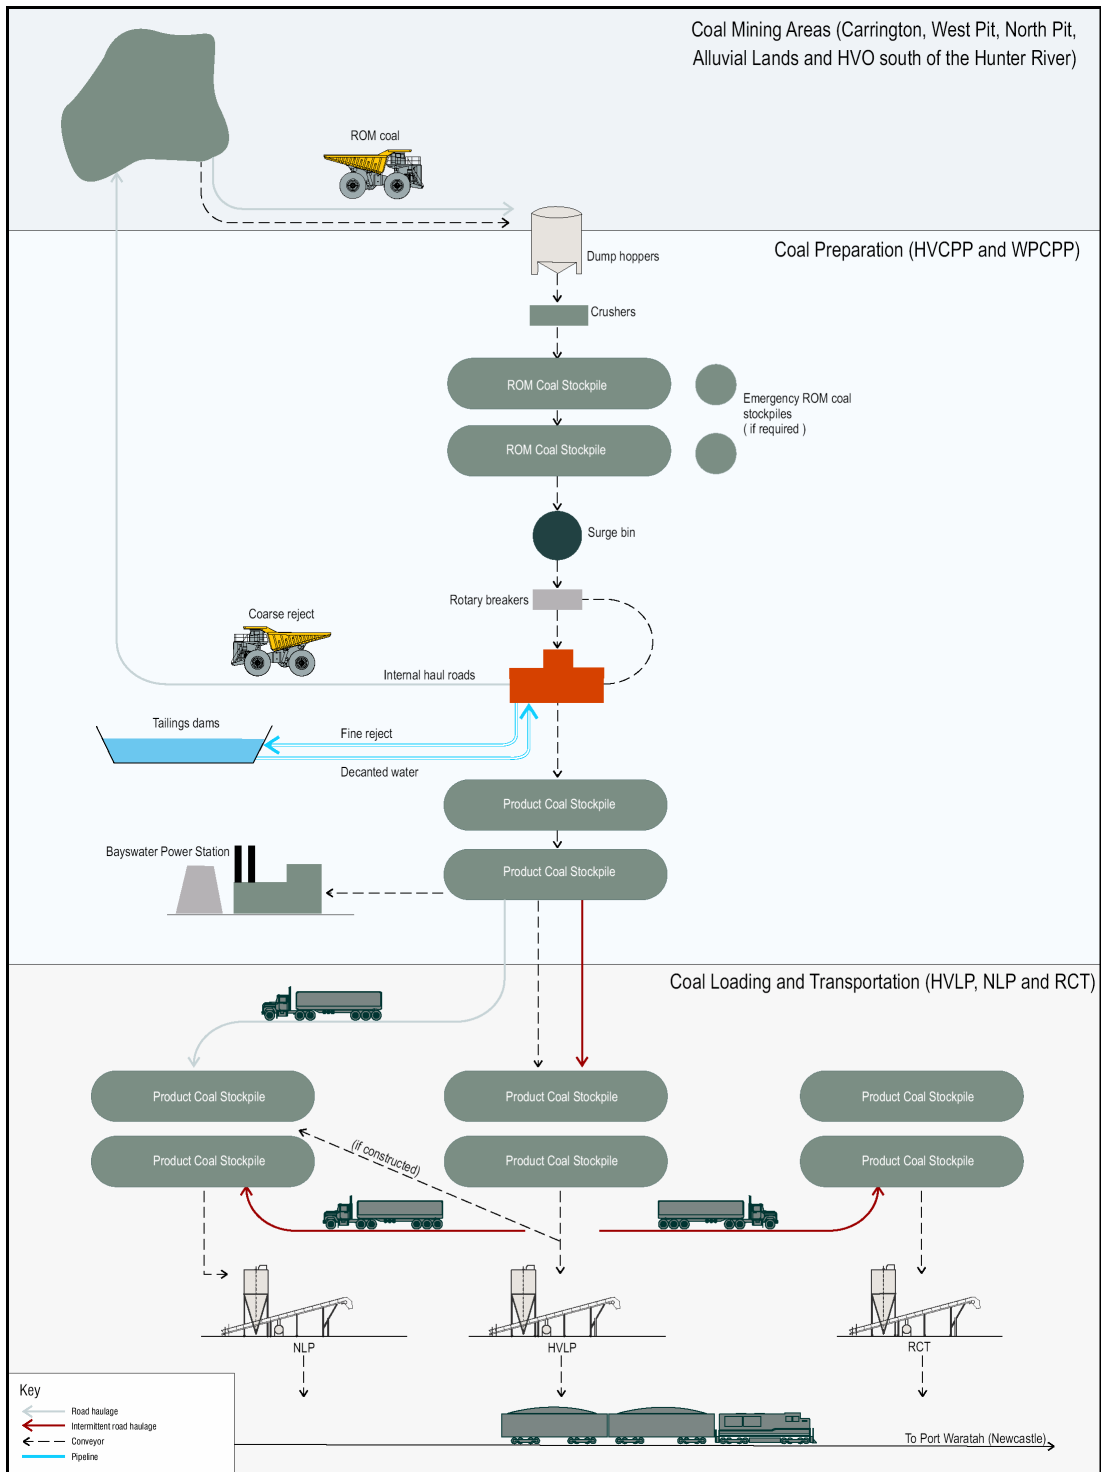 Coal Mining Areas (Carrington, West Pit, North Pit,
Alluvial Lands and HVO south of the Hunter River)
ROM coal
Coal Preparation (HVCPP and WPCPP)
Dump hoppers
Crushers
ROM Coal Stockpile
Emergency ROM coal
stockpiles
( if required )
ROM Coal Stockpile
Surge bin
Rotary breakers
Coarse reject
Internal haul roads
Tailings dams
Fine reject
Decanted water
Product Coal Stockpile
Bayswater Power Station
Product Coal Stockpile
Coal Loading and Transportation (HVLP, NLP and RCT)
Product Coal Stockpile
Product Coal Stockpile
Product Coal Stockpile
Product Coal Stockpile
Product Coal Stockpile
Product Coal Stockpile
(if constructed)
NLP
HVLP
RCT
Key
Road haulage
Intermittent road haulage
Conveyor
Pipeline
To Port Waratah (Newcastle)